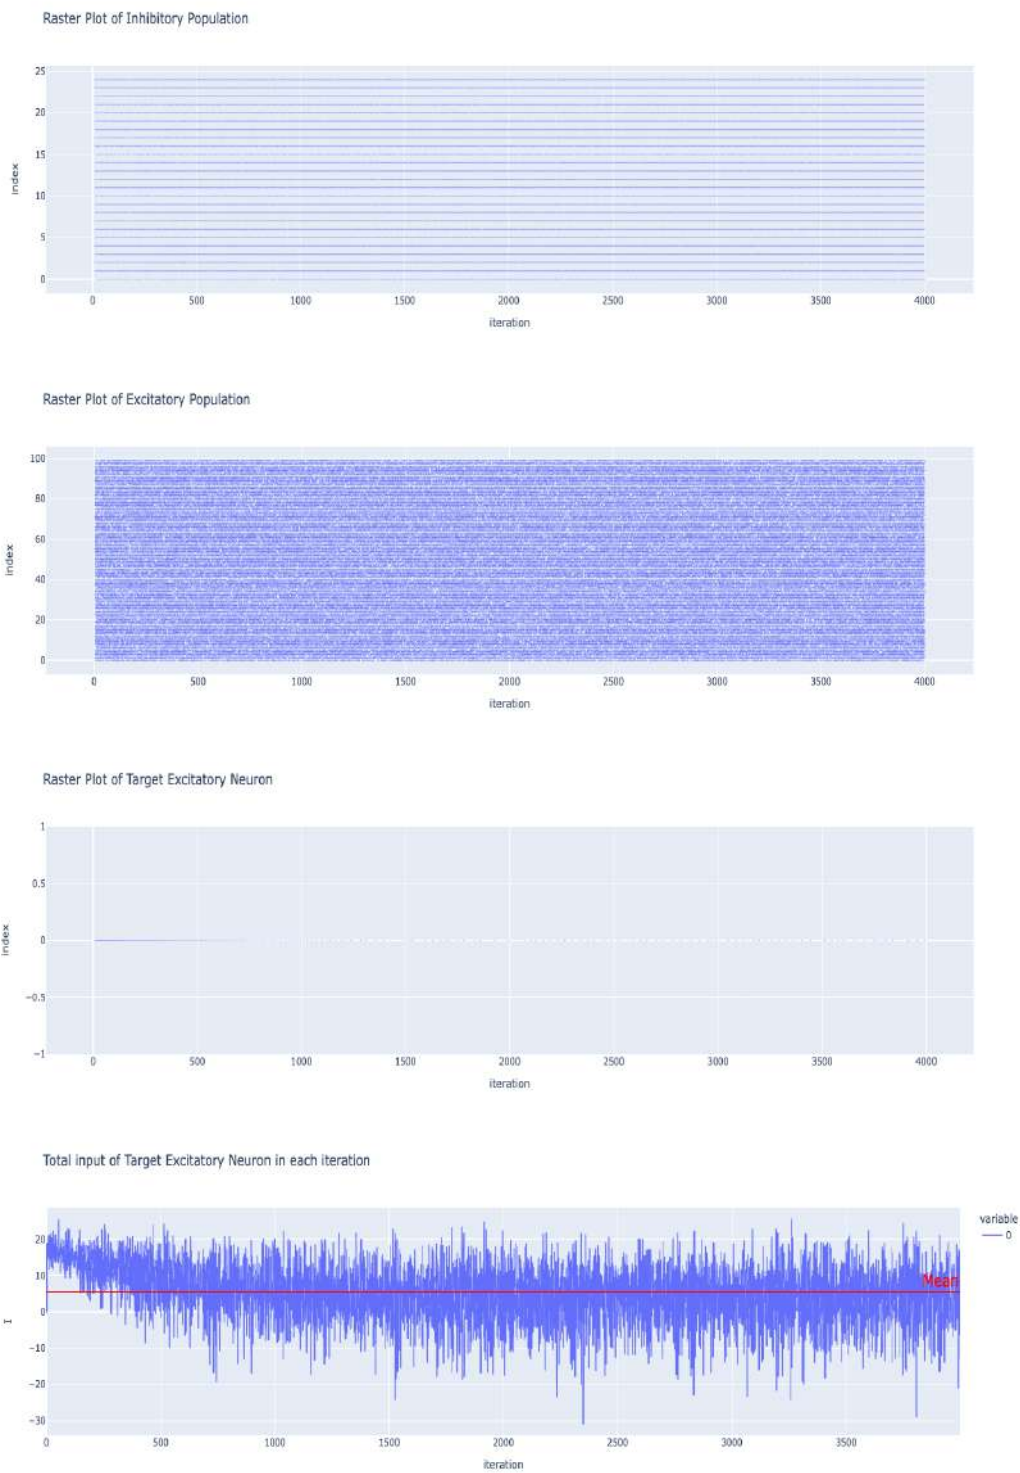 Raster Plot of Inhibitory Population
25
20
15
10
5
0
index
0 500 1000 1500 2000 2500 3000 3500 4000
iteration
Raster Plot of Excitatory Population
100
80
60
40
20
0
index
0 500 1000 1500 2000 2500 3000 3500 4000
iteration
Raster Plot of Target Excitatory Neuron
1
0.5
0
−0.5
−1
index
0 500 1000 1500 2000 2500 3000 3500 4000
iteration
Total input of Target Excitatory Neuron in each iteration
variable
0
20
10
0
−10
−20
−30
I
Mean
0 500 1000 1500 2000 2500 3000 3500
iteration